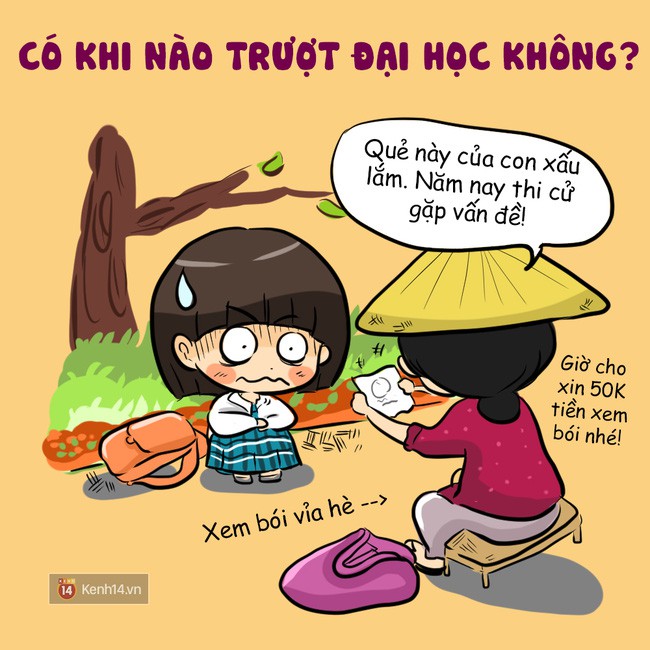 CÓ KHI NÀO TRƯỢT ĐẠI HỌC KHÔNG?
Quẻ này của con xấu
lắm. Năm nay thi cử
gặp vấn đề!
Giờ cho
xin 50K
tiền xem
bói nhé!
Xem bói vỉa hè -->
14 Kenh14.vn